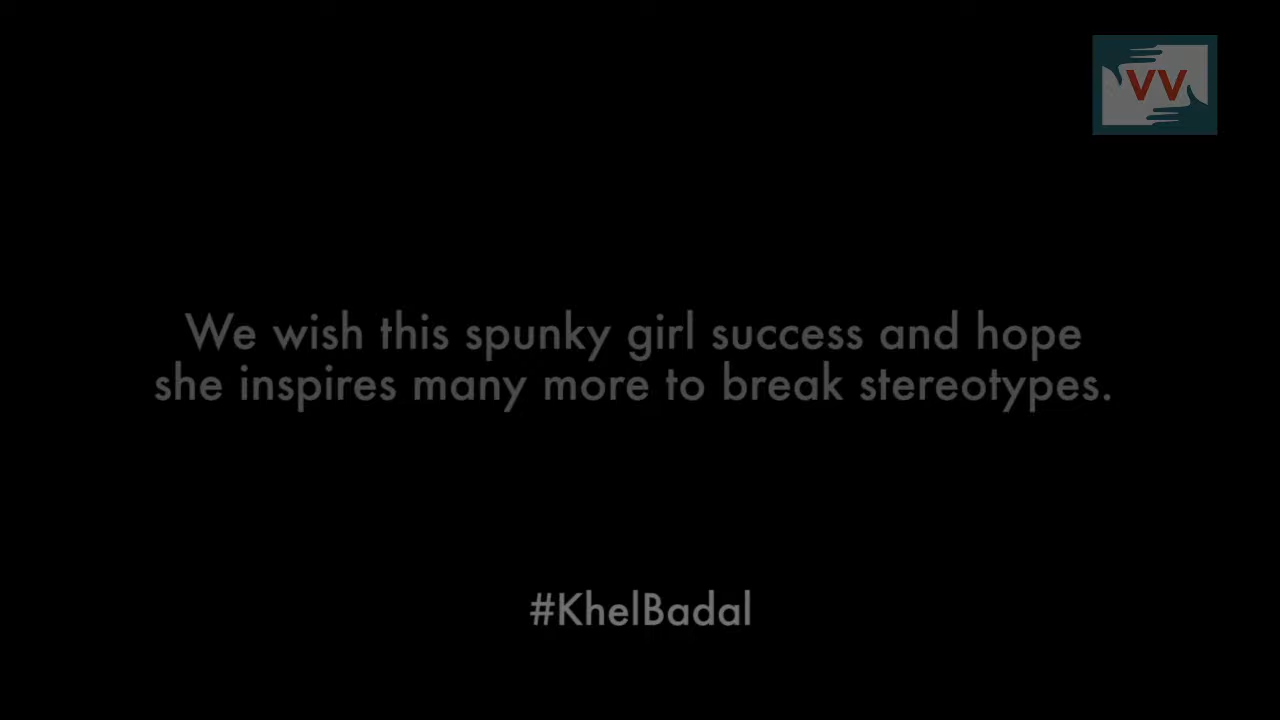 VV
We wish this spunky girl success and hope
she inspires many more to break stereotypes.
#KhelBadal